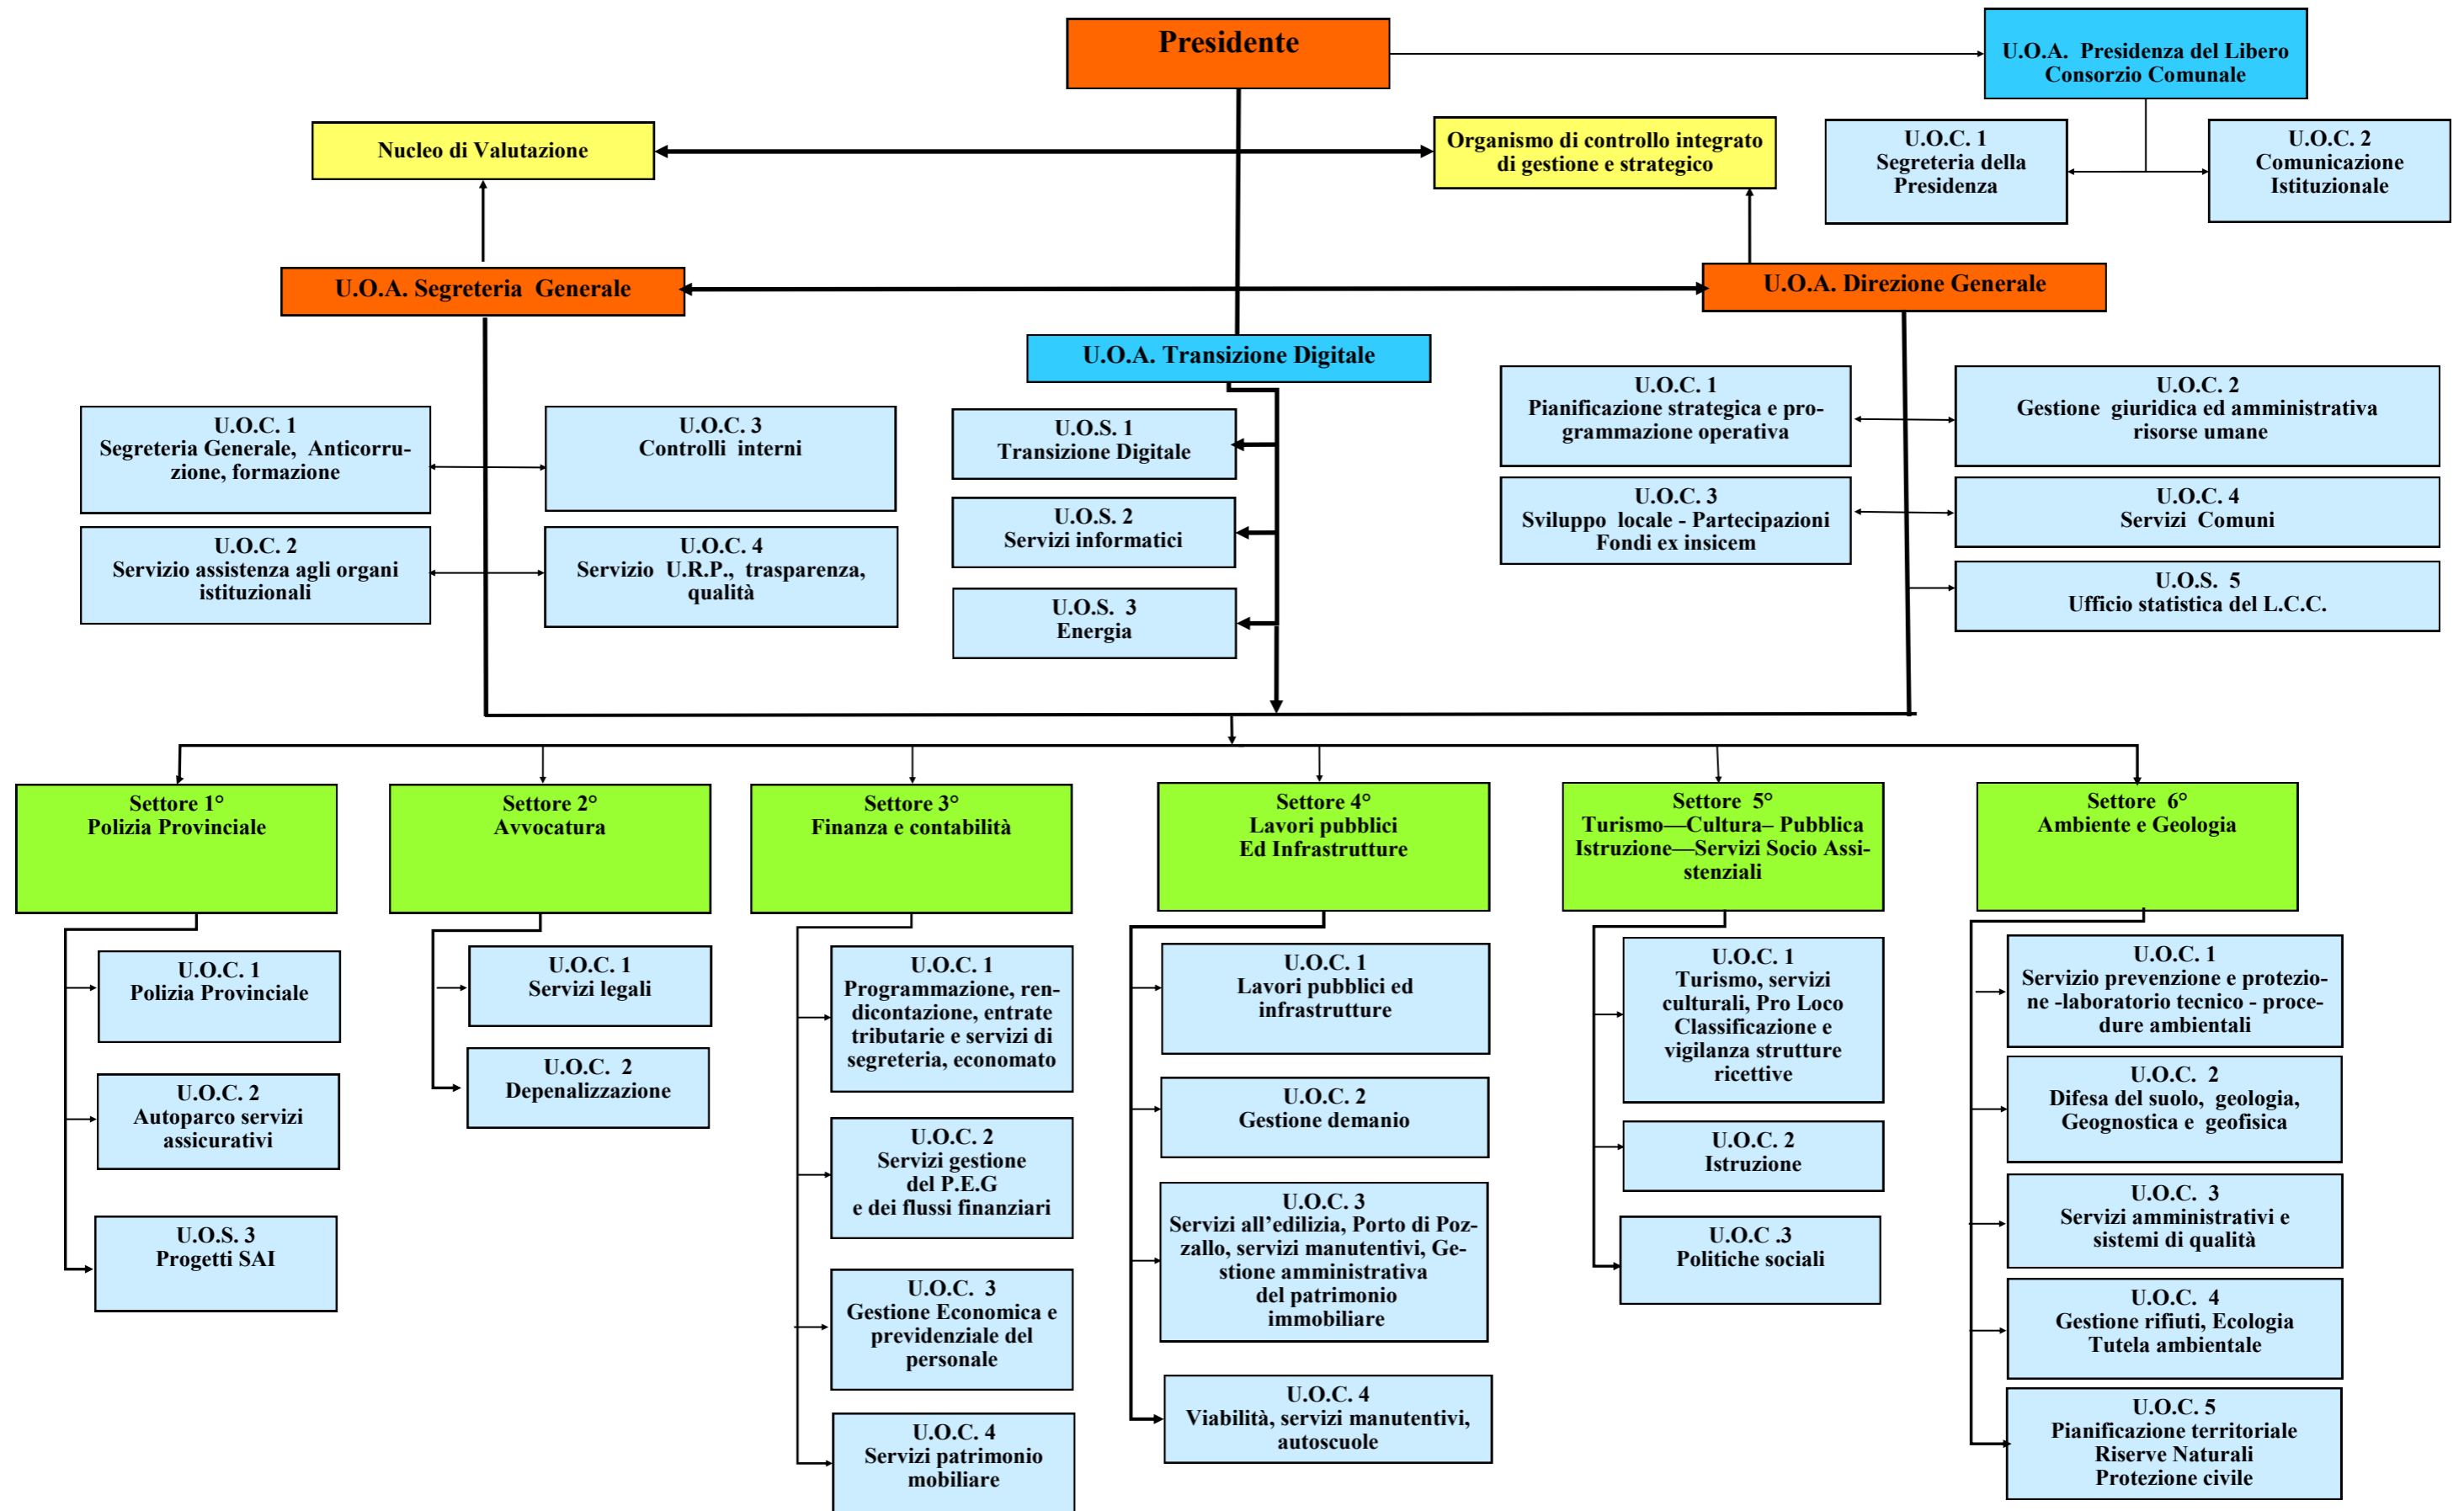 Presidente
U.O.A. Presidenza del Libero
Consorzio Comunale
Nucleo di Valutazione
Organismo di controllo integrato
di gestione e strategico
U.O.C. 1
Segreteria della
Presidenza
U.O.C. 2
Comunicazione
Istituzionale
U.O.A. Segreteria Generale
U.O.A. Direzione Generale
U.O.A. Transizione Digitale
U.O.C. 1
Segreteria Generale, Anticorru-
zione, formazione
U.O.C. 3
Controlli interni
U.O.C. 2
Servizio assistenza agli organi
istituzionali
U.O.C. 4
Servizio U.R.P., trasparenza,
qualità
U.O.S. 1
Transizione Digitale
U.O.S. 2
Servizi informatici
U.O.S. 3
Energia
U.O.C. 1
Pianificazione strategica e pro-
grammazione operativa
U.O.C. 2
Gestione giuridica ed amministrativa
risorse umane
U.O.C. 3
Sviluppo locale - Partecipazioni
Fondi ex insicem
U.O.C. 4
Servizi Comuni
U.O.S. 5
Ufficio statistica del L.C.C.
Settore 1°
Polizia Provinciale
Settore 2°
Avvocatura
Settore 3°
Finanza e contabilità
Settore 4°
Lavori pubblici
Ed Infrastrutture
Settore 5°
Turismo—Cultura– Pubblica
Istruzione—Servizi Socio Assi-
stenziali
Settore 6°
Ambiente e Geologia
U.O.C. 1
Polizia Provinciale
U.O.C. 2
Autoparco servizi
assicurativi
U.O.S. 3
Progetti SAI
U.O.C. 1
Servizi legali
U.O.C. 2
Depenalizzazione
U.O.C. 1
Programmazione, ren-
dicontazione, entrate
tributarie e servizi di
segreteria, economato
U.O.C. 2
Servizi gestione
del P.E.G
e dei flussi finanziari
U.O.C. 3
Gestione Economica e
previdenziale del
personale
U.O.C. 4
Servizi patrimonio
mobiliare
U.O.C. 1
Lavori pubblici ed
infrastrutture
U.O.C. 2
Gestione demanio
U.O.C. 3
Servizi all’edilizia, Porto di Poz-
zallo, servizi manutentivi, Ge-
stione amministrativa
del patrimonio
immobiliare
U.O.C. 4
Viabilità, servizi manutentivi,
autoscuole
U.O.C. 1
Turismo, servizi
culturali, Pro Loco
Classificazione e
vigilanza strutture
ricettive
U.O.C. 2
Istruzione
U.O.C .3
Politiche sociali
U.O.C. 1
Servizio prevenzione e protezio-
ne -laboratorio tecnico - proce-
dure ambientali
U.O.C. 2
Difesa del suolo, geologia,
Geognostica e geofisica
U.O.C. 3
Servizi amministrativi e
sistemi di qualità
U.O.C. 4
Gestione rifiuti, Ecologia
Tutela ambientale
U.O.C. 5
Pianificazione territoriale
Riserve Naturali
Protezione civile